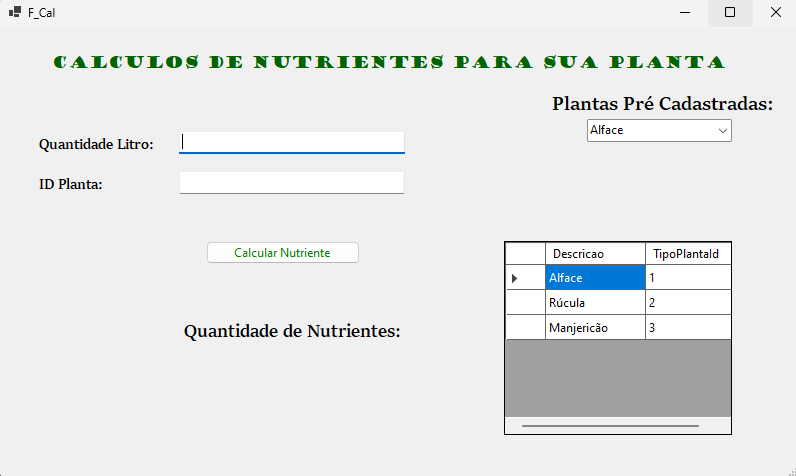 F_Cal
CALCULOS DE NUTRIENTES PARA SUA PLANTA
Plantas Pré Cadastradas:
Alface
Quantidade Litro:
ID Planta:
Calcular Nutriente
Descricao TipoPlantaId
Alface 1
Rúcula 2
Manjericão 3
Quantidade de Nutrientes: